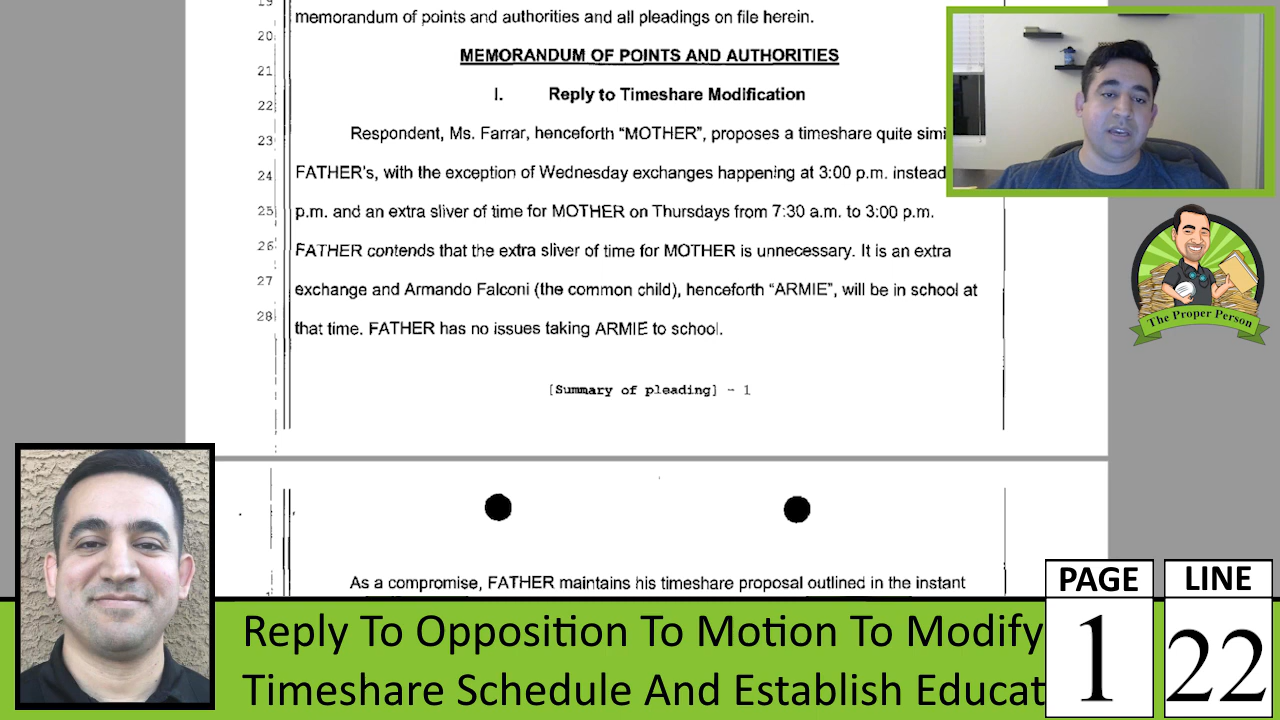 19
memorandum of points and authorities and all pleadings on file herein.
20
MEMORANDUM OF POINTS AND AUTHORITIES
21
I. Reply to Timeshare Modification
22
Respondent, Ms. Farrar, henceforth “MOTHER”, proposes a timeshare quite simi
23
FATHER's, with the exception of Wednesday exchanges happening at 3:00 p.m. instead
24
p.m. and an extra sliver of time for MOTHER on Thursdays from 7:30 a.m. to 3:00 p.m.
25
FATHER contends that the extra sliver of time for MOTHER is unnecessary. It is an extra
26
exchange and Armando Falconi (the common child), henceforth “ARMIE”, will be in school at
27
that time. FATHER has no issues taking ARMIE to school.
28
[Summary of pleading] - 1
As a compromise, FATHER maintains his timeshare proposal outlined in the instant
The Proper Person
Reply To Opposition To Motion To Modify
Timeshare Schedule And Establish Educat
PAGE
1
LINE
22